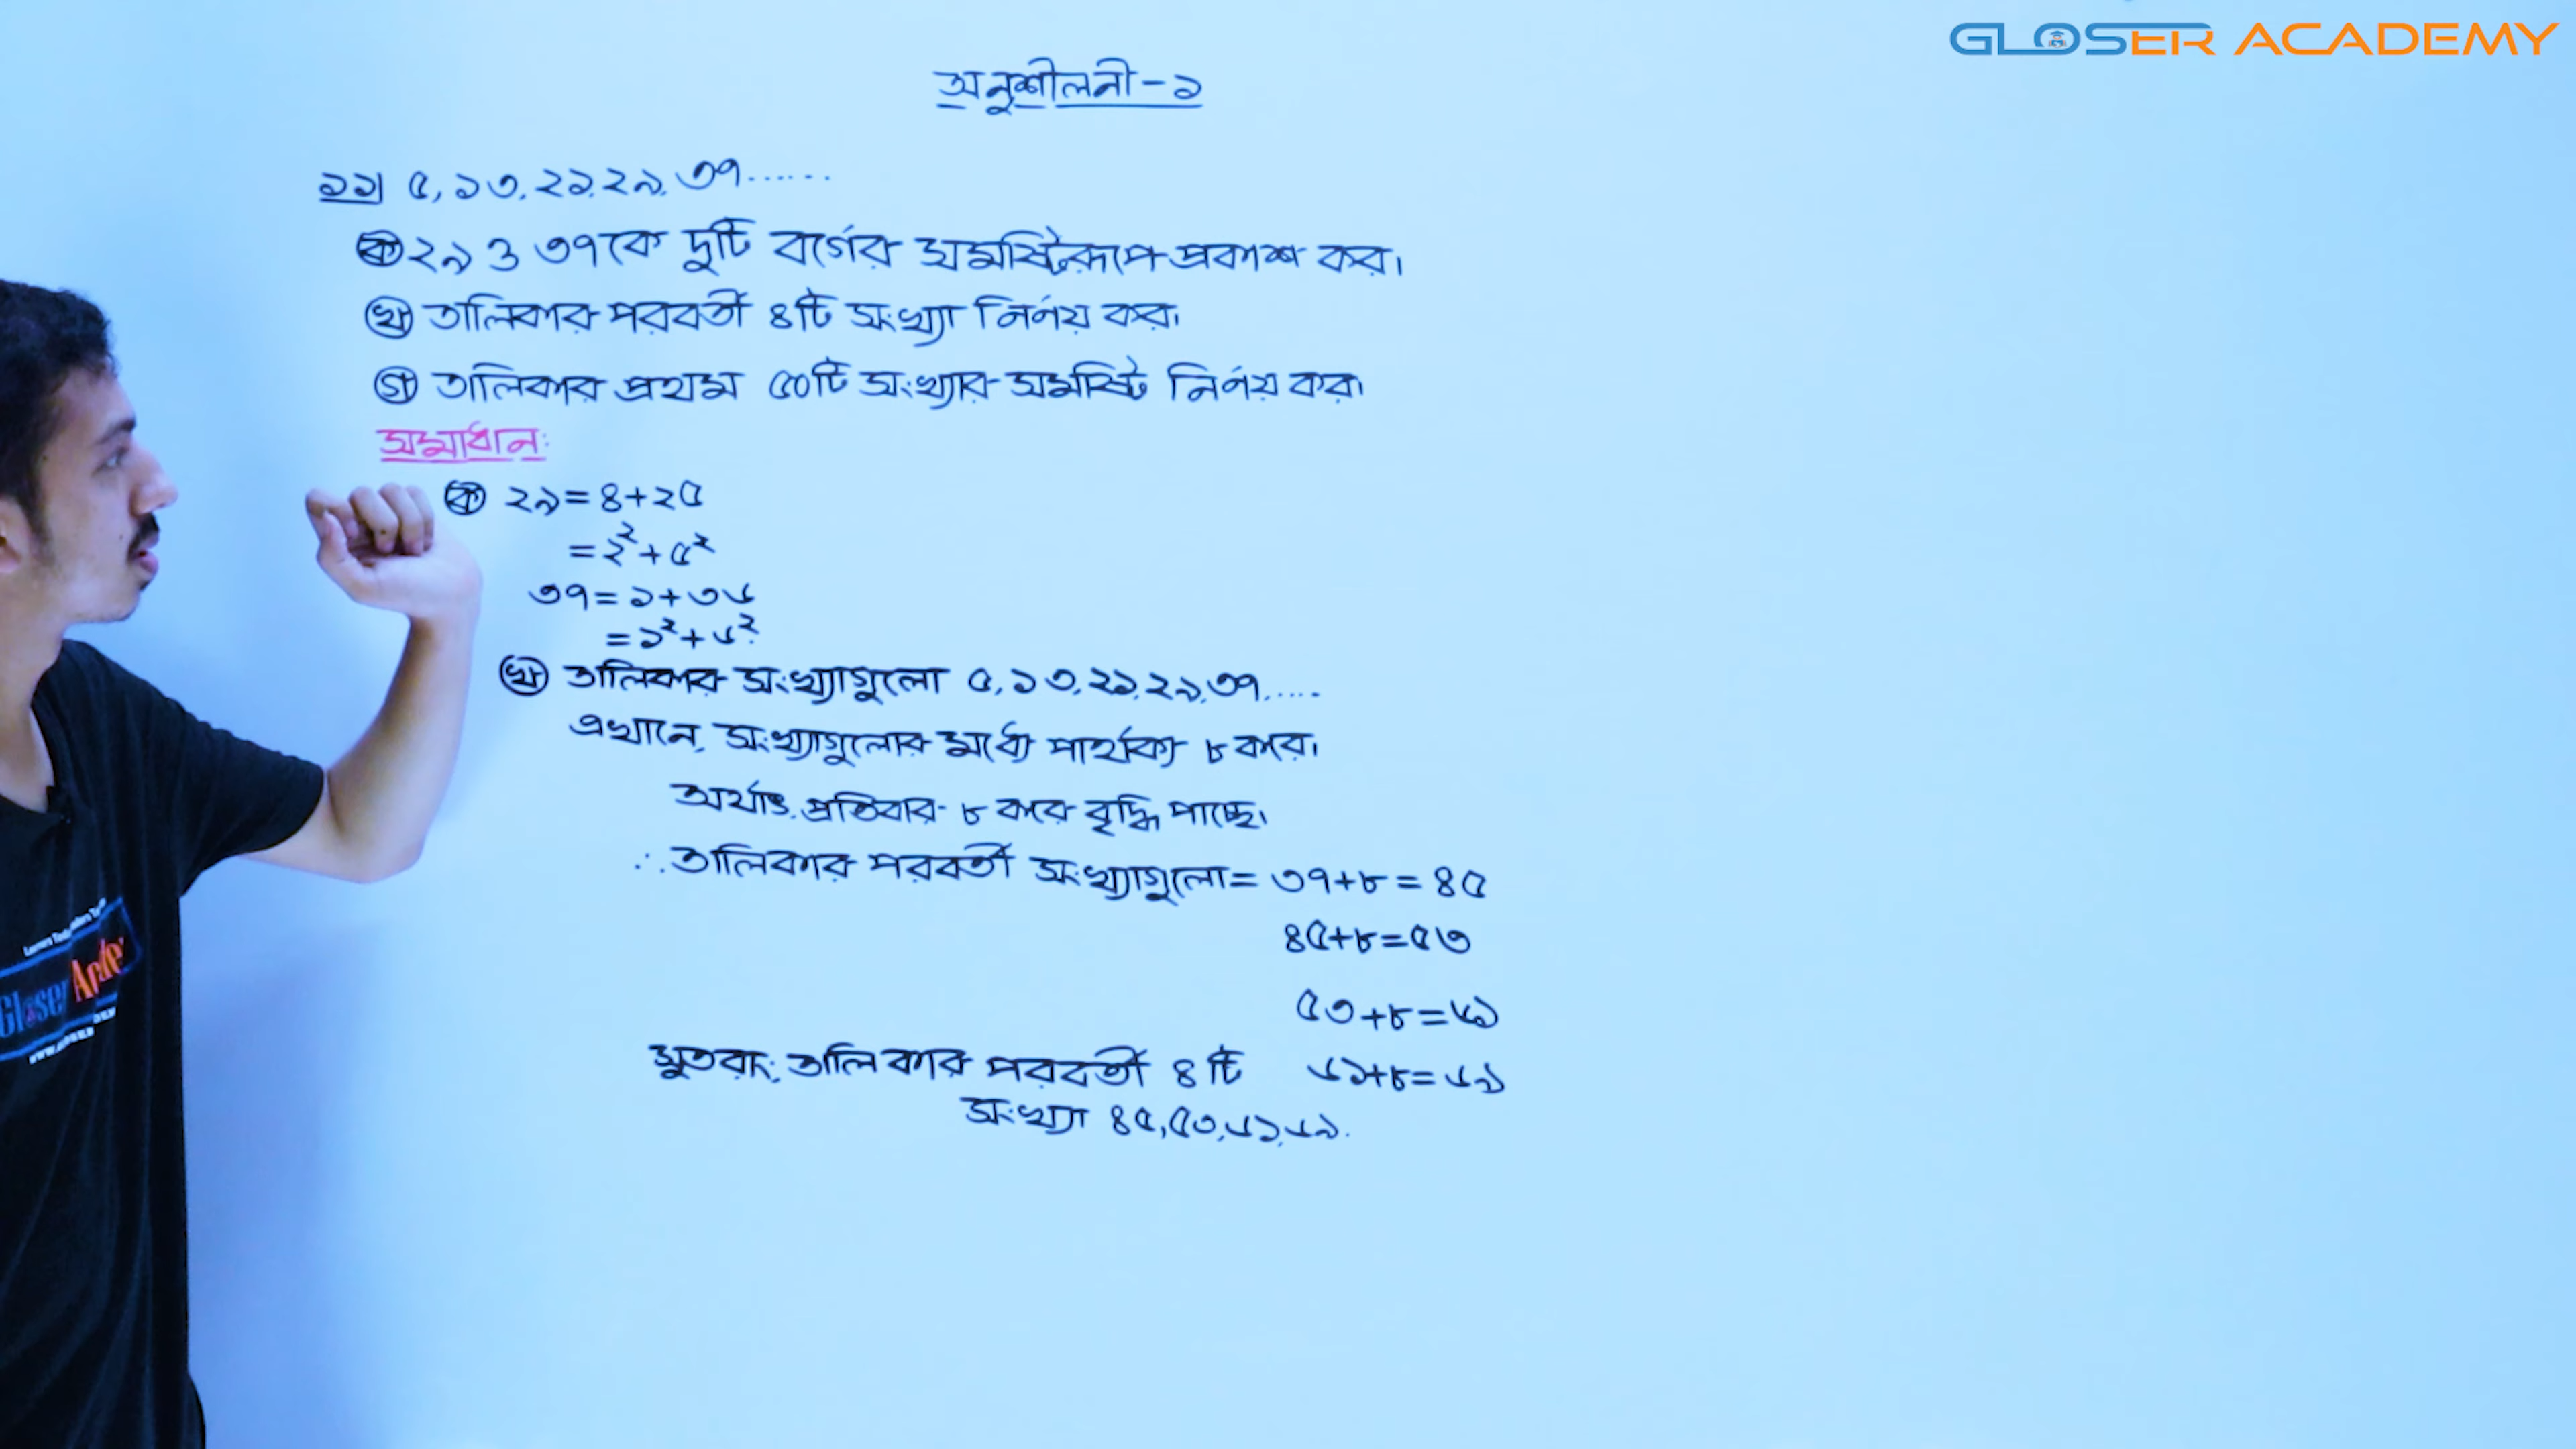 GLOSER ACADEMY
অনুশীলনী-১
১১। ৫, ১৩, ২১, ২৯, ৩৭......
ক ২৯ ও ৩৭কে দুটি বর্গের সমষ্টিরূপে প্রকাশ কর।
খ তালিকার পরবর্তী ৪টি সংখ্যা নির্ণয় কর।
গ তালিকার প্রথম ৫০টি সংখ্যার সমষ্টি নির্ণয় কর।
সমাধান:
ক ২৯=৪+২৫
=২²+৫²
৩৭=১+৩৬
=১²+৬²
খ তালিকার সংখ্যাগুলো ৫, ১৩, ২১, ২৯, ৩৭,.....
এখানে, সংখ্যাগুলোর মধ্যে পার্থক্য ৮ করে।
অর্থাৎ, প্রতিবার ৮ করে বৃদ্ধি পাচ্ছে।
∴ তালিকার পরবর্তী সংখ্যাগুলো= ৩৭+৮=৪৫
৪৫+৮=৫৩
৫৩+৮=৬১
৬১+৮=৬৯
সুতরাং, তালিকার পরবর্তী ৪টি
সংখ্যা ৪৫, ৫৩, ৬১, ৬৯.
Gloser